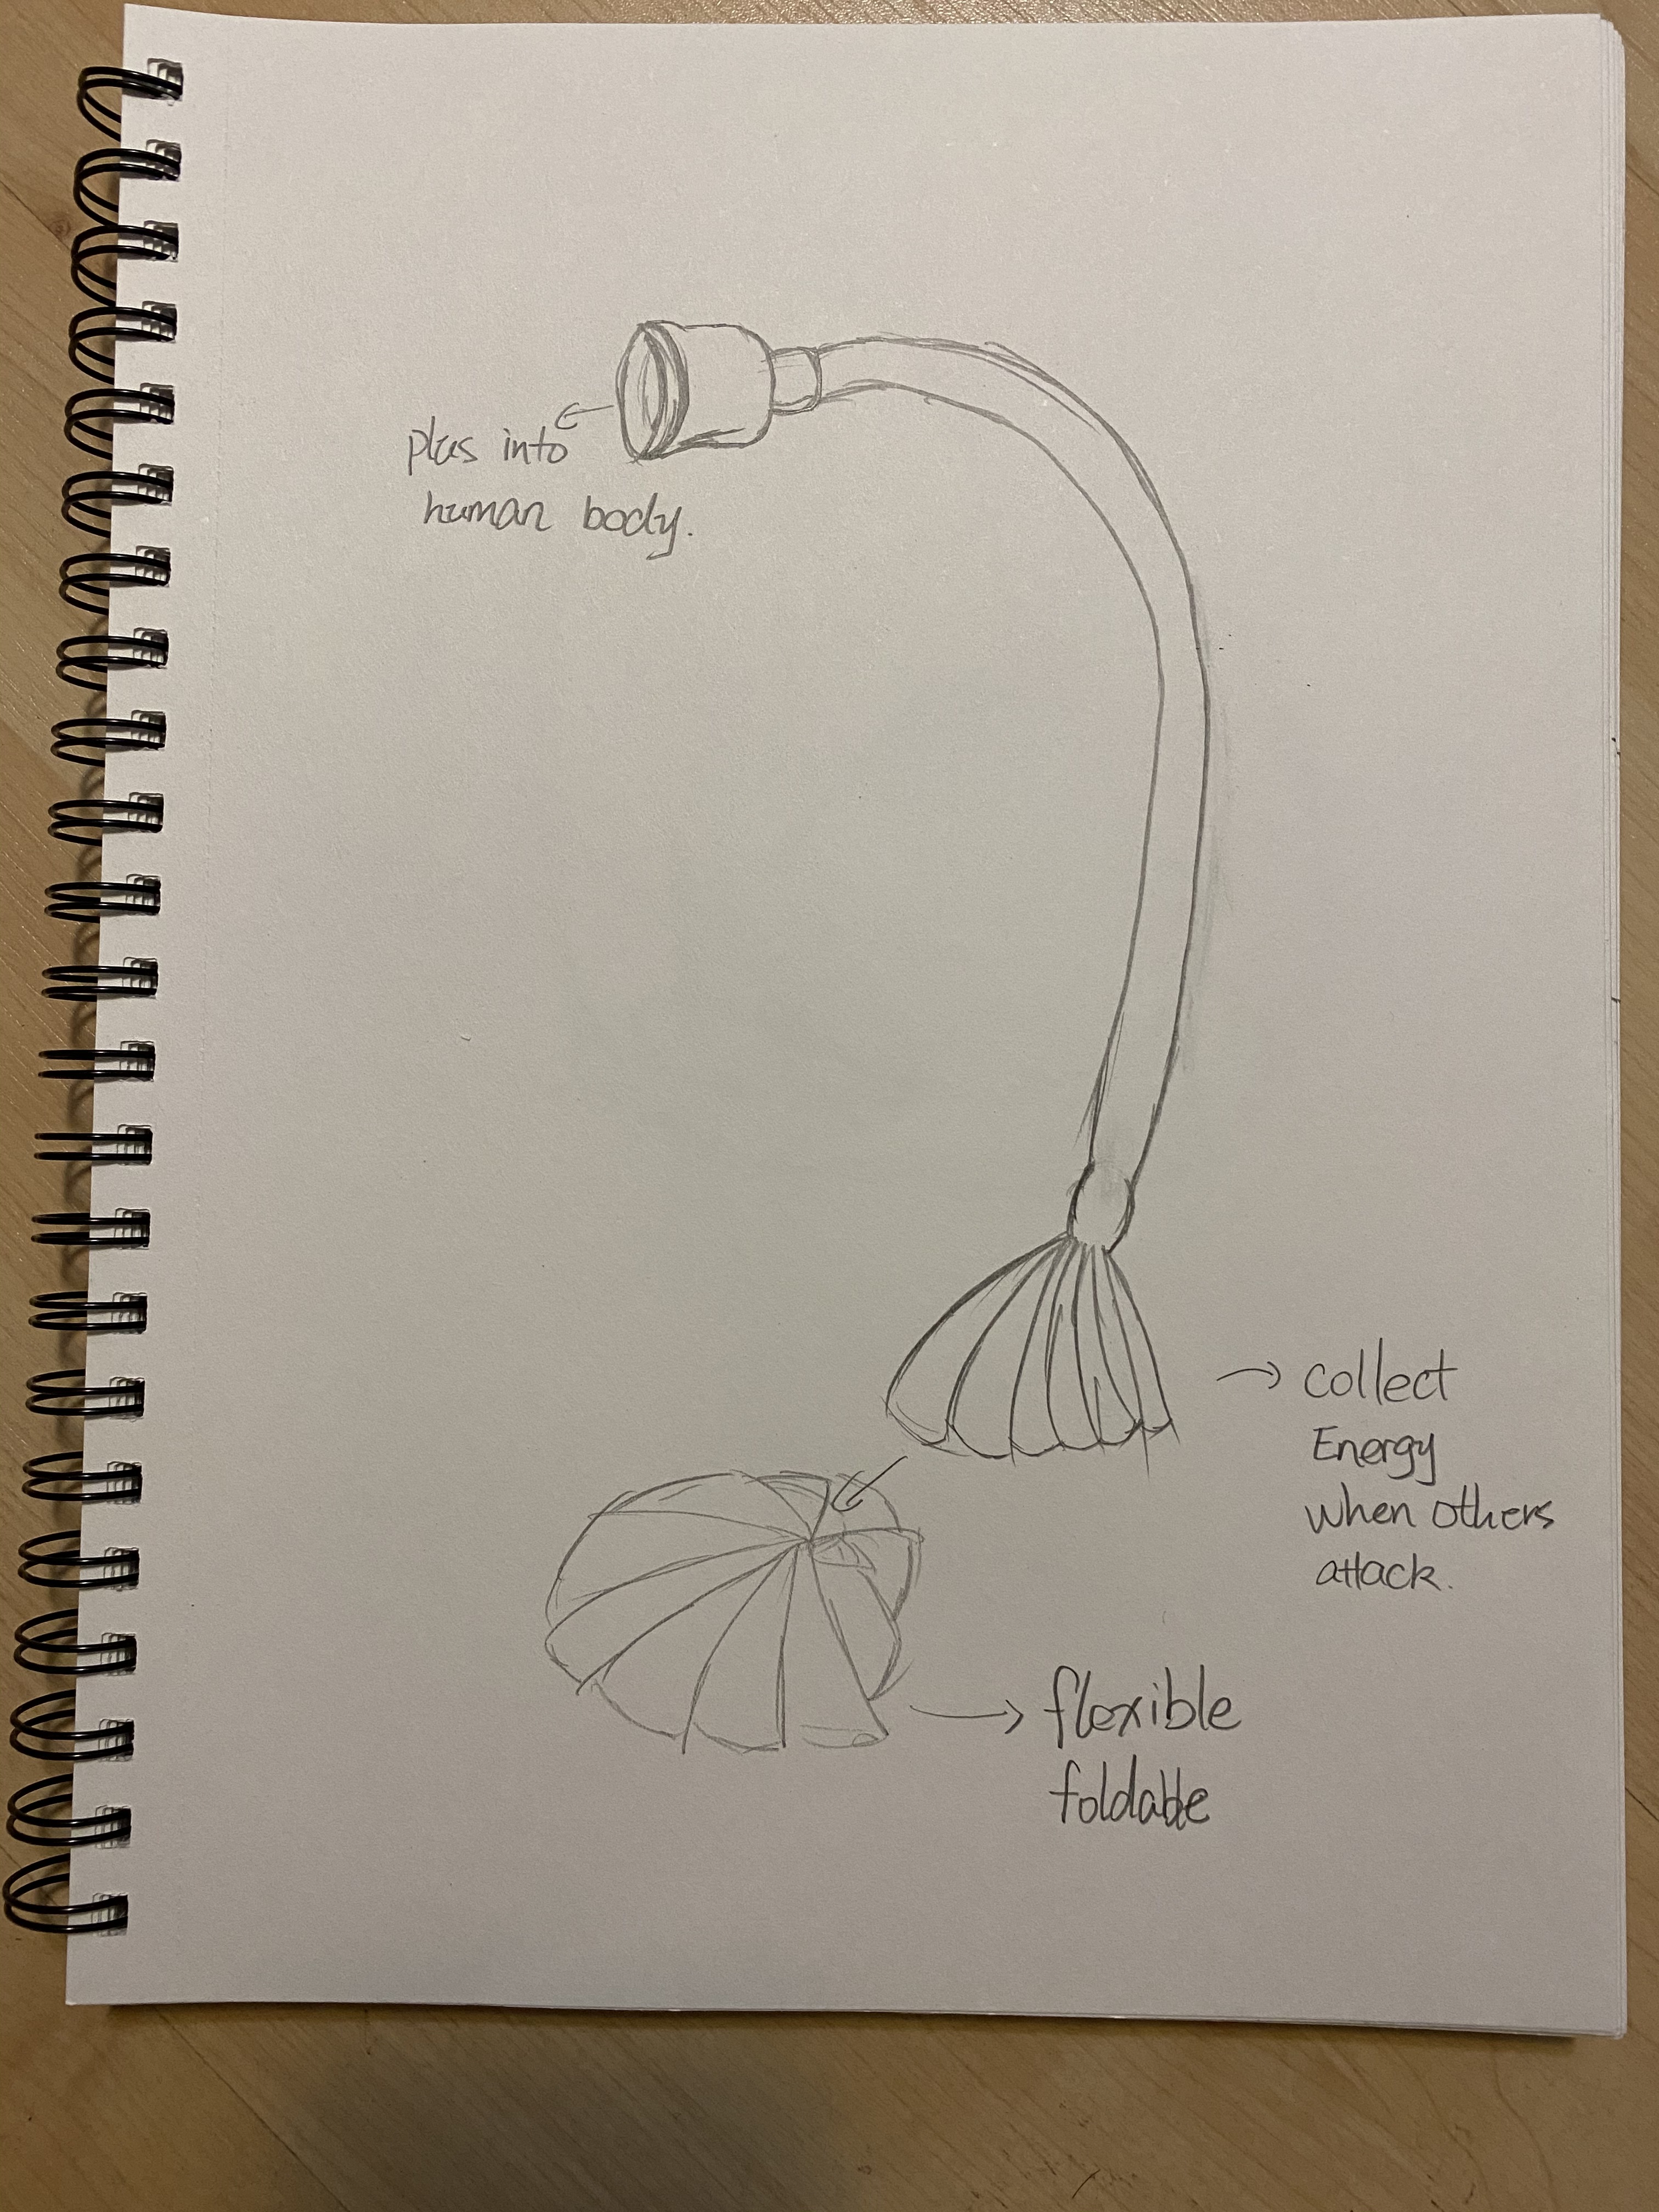 plus into
human body.
collect
Energy
when others
attack.
flexible
foldable